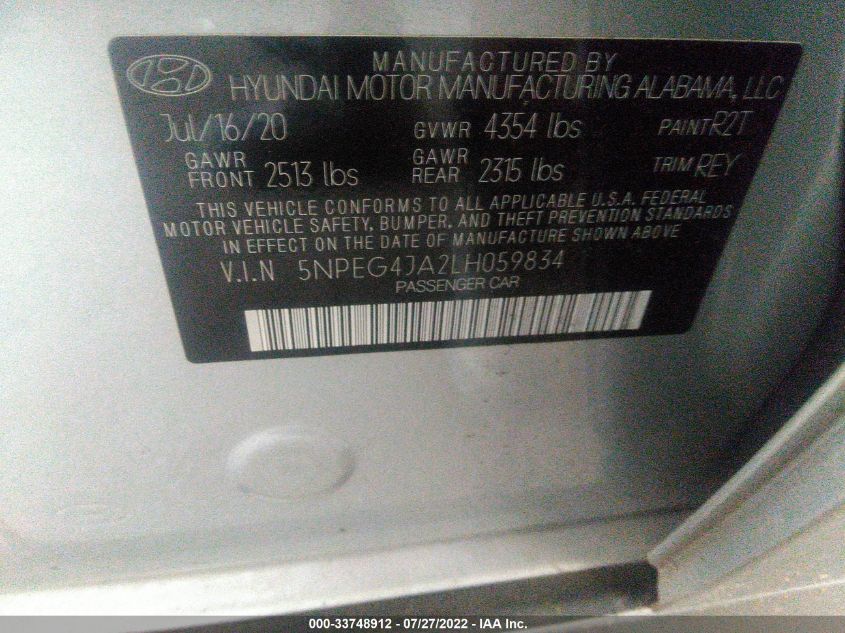 MANUFACTURED BY
HYUNDAI MOTOR MANUFACTURING ALABAMA, LLC
Jul/16/20 GVWR 4354 lbs PAINT R2T
GAWR FRONT 2513 lbs GAWR REAR 2315 lbs TRIM REY
THIS VEHICLE CONFORMS TO ALL APPLICABLE U.S.A. FEDERAL
MOTOR VEHICLE SAFETY, BUMPER, AND THEFT PREVENTION STANDARDS
IN EFFECT ON THE DATE OF MANUFACTURE SHOWN ABOVE
V.I.N 5NPEG4JA2LH059834
PASSENGER CAR
000-33748912 - 07/27/2022 - IAA Inc.